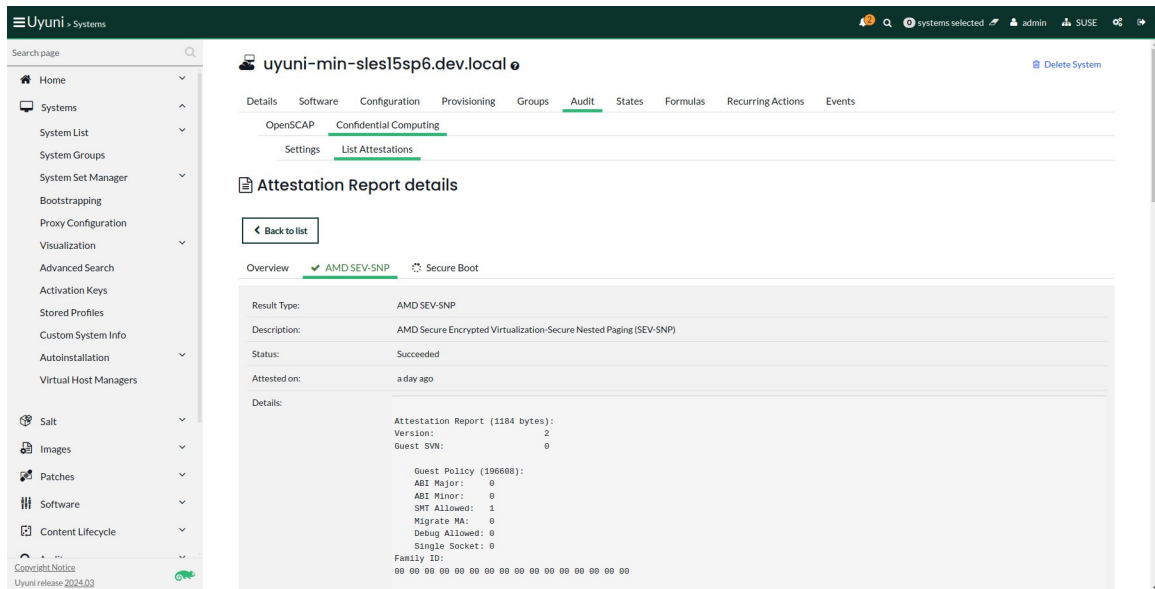 Uyuni > Systems
2
0 systems selected
admin
SUSE
Search page
Home
Systems
System List
System Groups
System Set Manager
Bootstrapping
Proxy Configuration
Visualization
Advanced Search
Activation Keys
Stored Profiles
Custom System Info
Autoinstallation
Virtual Host Managers
Salt
Images
Patches
Software
Content Lifecycle
Copyright Notice
Uyuni release 2024.03
uyuni-min-sles15sp6.dev.local
Delete System
Details Software Configuration Provisioning Groups Audit States Formulas Recurring Actions Events
OpenSCAP Confidential Computing
Settings List Attestations
Attestation Report details
Back to list
Overview AMD SEV-SNP Secure Boot
Result Type: AMD SEV-SNP
Description: AMD Secure Encrypted Virtualization-Secure Nested Paging (SEV-SNP)
Status: Succeeded
Attested on: a day ago
Details:
Attestation Report (1184 bytes):
Version: 2
Guest SVN: 0
Guest Policy (196608):
ABI Major: 0
ABI Minor: 0
SMT Allowed: 1
Migrate MA: 0
Debug Allowed: 0
Single Socket: 0
Family ID:
00 00 00 00 00 00 00 00 00 00 00 00 00 00 00 00